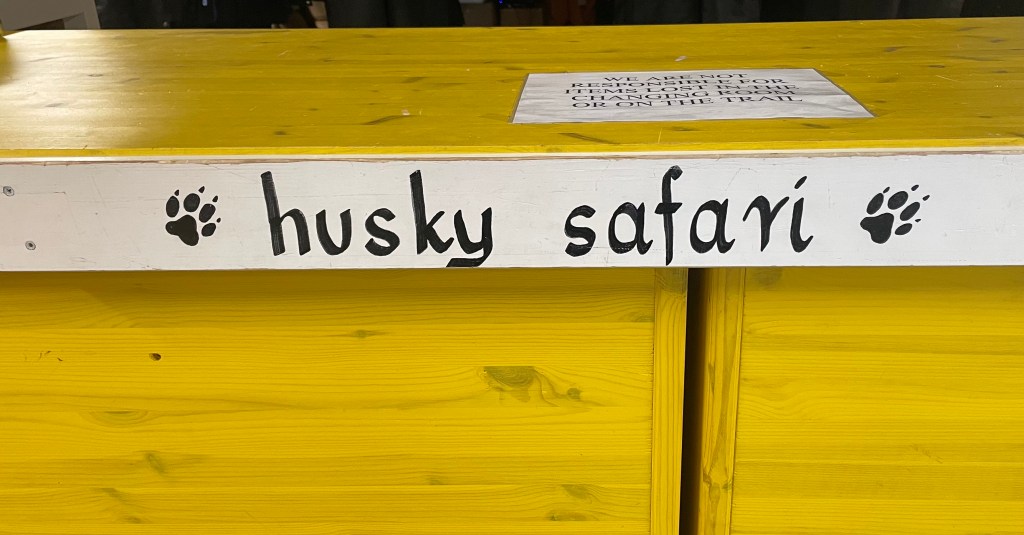 WE ARE NOT
RESPONSIBLE FOR
ITEMS LOST IN THE
CHANGING ROOM
OR ON THE TRAIL
husky safari